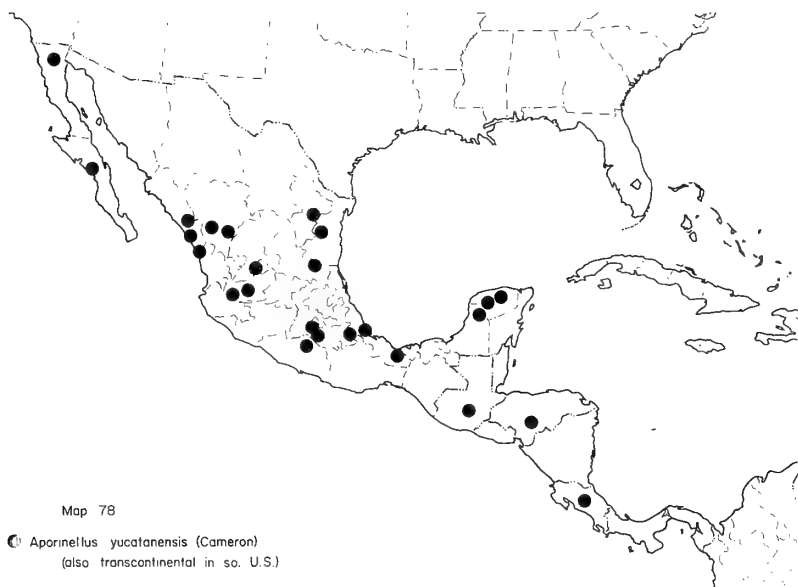 Map 78
Aporinellus yucatanensis (Cameron)
(also transcontinental in so. U.S.)